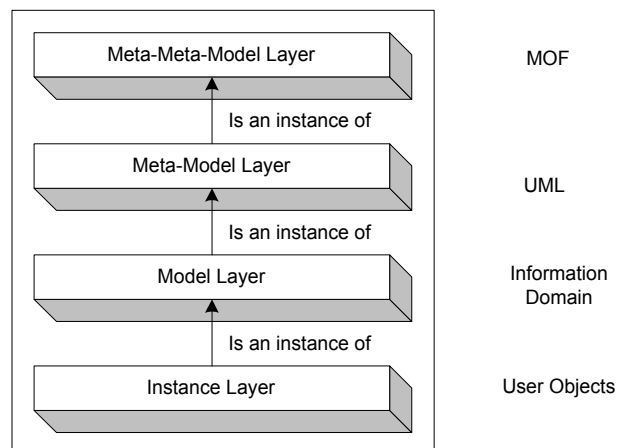 Meta-Meta-Model Layer
MOF
Is an instance of
Meta-Model Layer
UML
Is an instance of
Model Layer
Information
Domain
Is an instance of
Instance Layer
User Objects